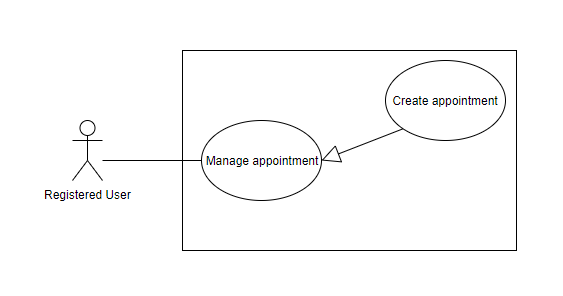 Create appointment
Manage appointment
Registered User